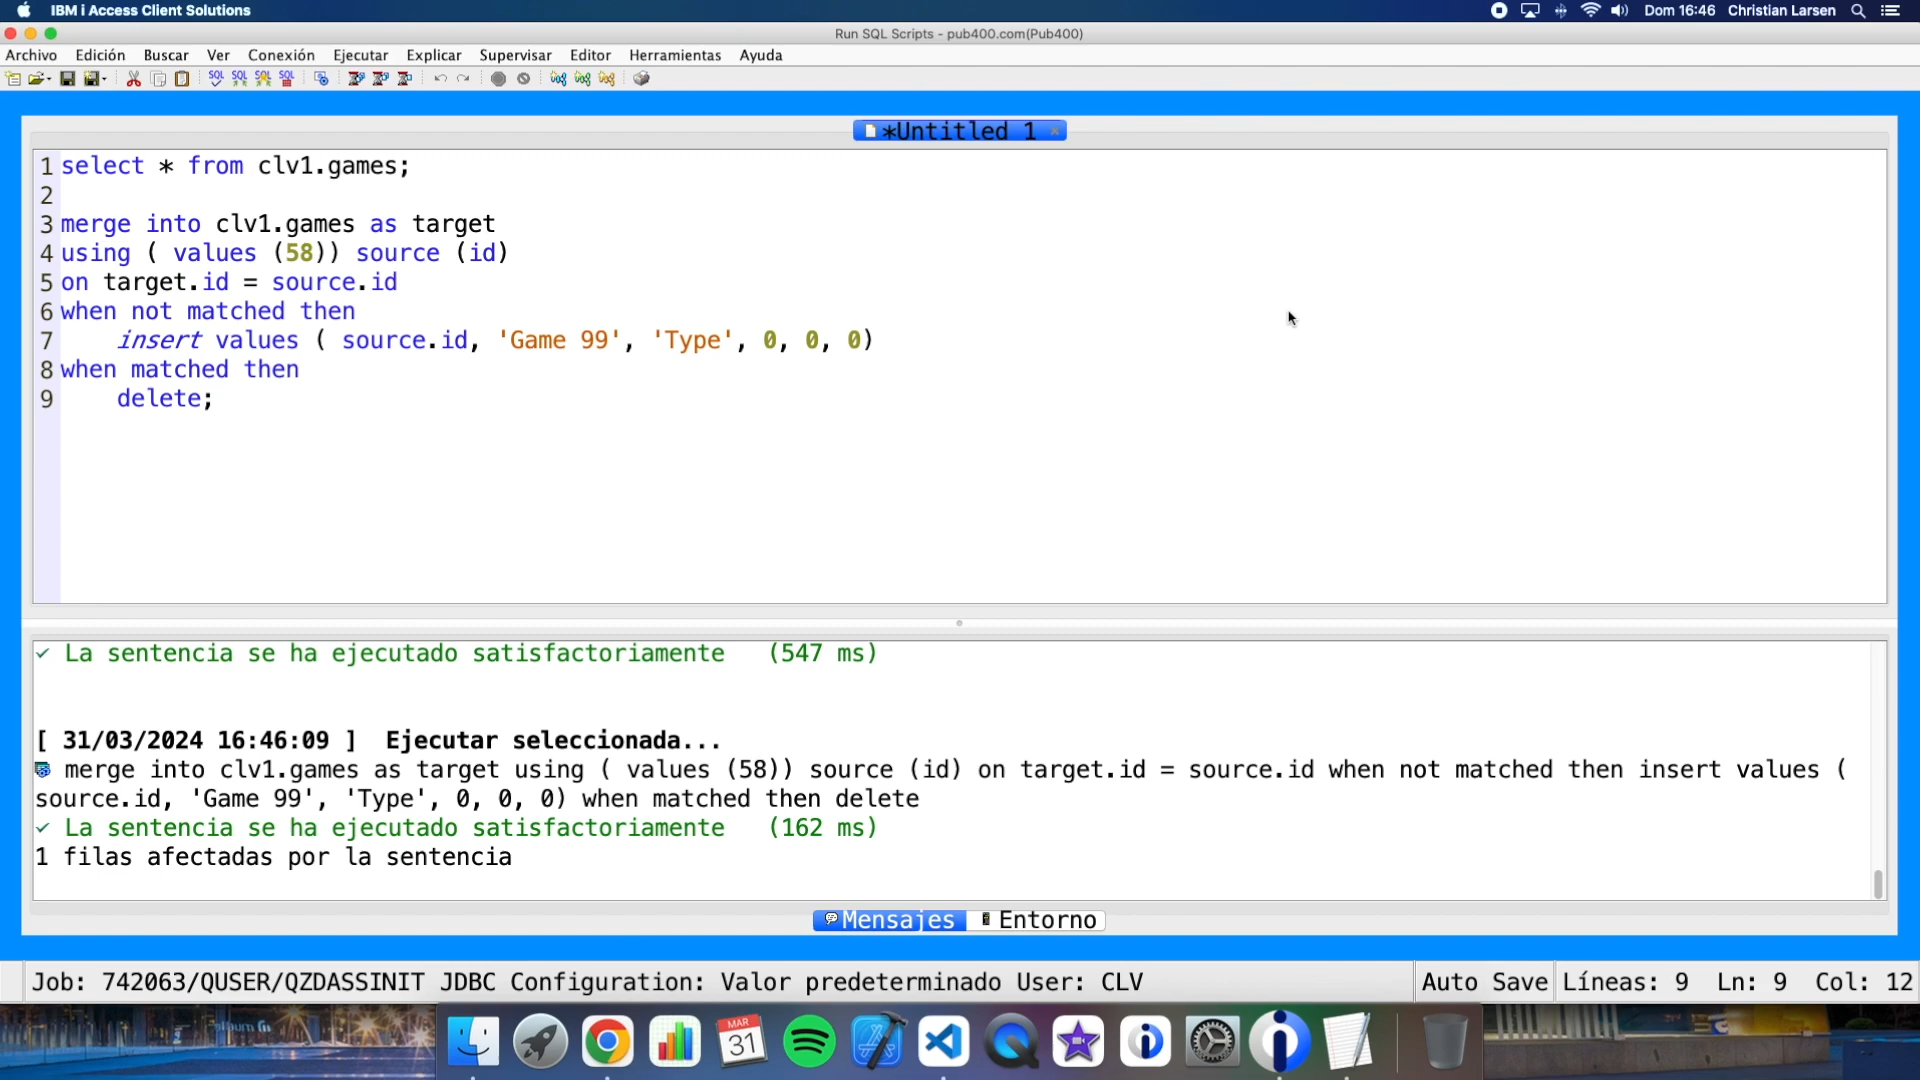 IBM i Access Client Solutions
Dom 16:46 Christian Larsen
Run SQL Scripts - pub400.com(Pub400)
Archivo Edición Buscar Ver Conexión Ejecutar Explicar Supervisar Editor Herramientas Ayuda
SQL SQL SQL SQL
*Untitled 1
1 select * from clv1.games;
2
3 merge into clv1.games as target
4 using ( values (58)) source (id)
5 on target.id = source.id
6 when not matched then
7 insert values ( source.id, 'Game 99', 'Type', 0, 0, 0)
8 when matched then
9 delete;
La sentencia se ha ejecutado satisfactoriamente (547 ms)
[ 31/03/2024 16:46:09 ] Ejecutar seleccionada...
merge into clv1.games as target using ( values (58)) source (id) on target.id = source.id when not matched then insert values (
source.id, 'Game 99', 'Type', 0, 0, 0) when matched then delete
La sentencia se ha ejecutado satisfactoriamente (162 ms)
1 filas afectadas por la sentencia
Mensajes Entorno
Job: 742063/QUSER/QZDASSINIT JDBC Configuration: Valor predeterminado User: CLV
Auto Save Líneas: 9 Ln: 9 Col: 12
MAR
31